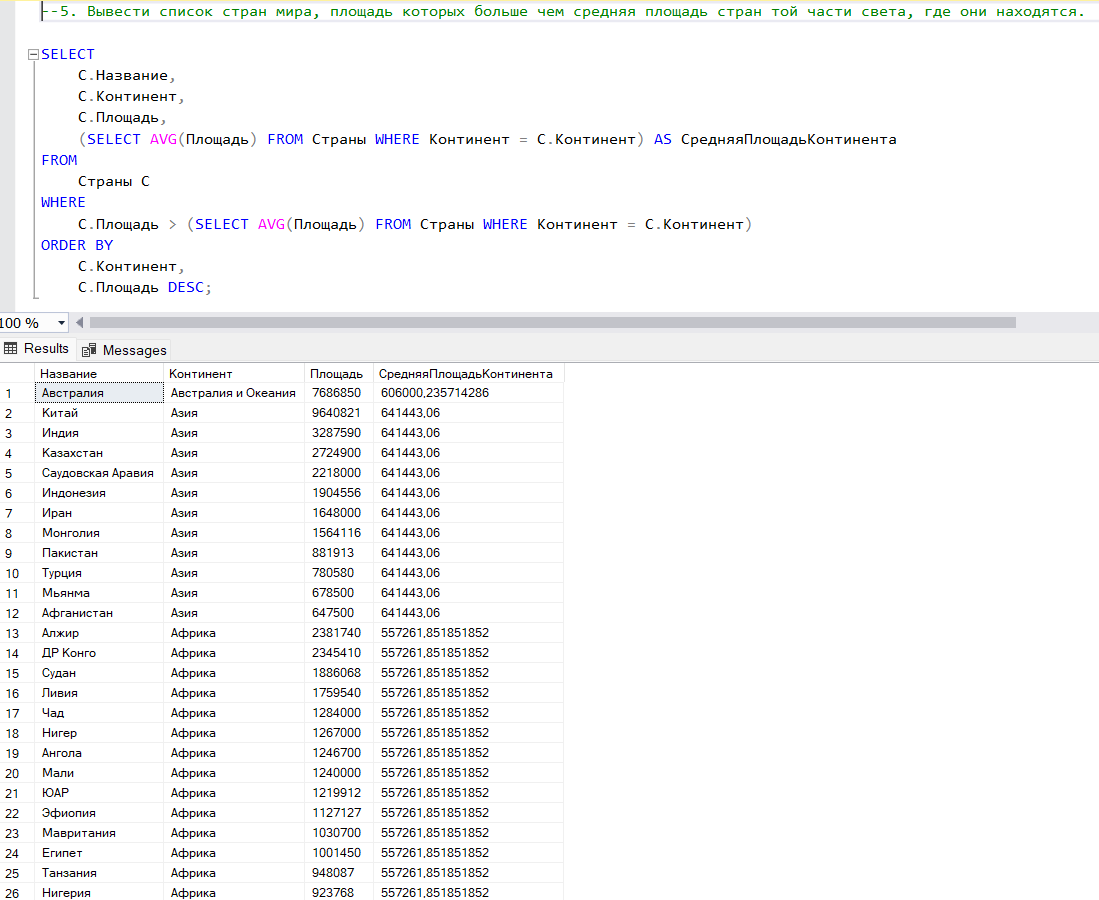 --5. Вывести список стран мира, площадь которых больше чем средняя площадь стран той части света, где они находятся.
SELECT
С.Название,
С.Континент,
С.Площадь,
(SELECT AVG(Площадь) FROM Страны WHERE Континент = С.Континент) AS СредняяПлощадьКонтинента
FROM
Страны С
WHERE
С.Площадь > (SELECT AVG(Площадь) FROM Страны WHERE Континент = С.Континент)
ORDER BY
С.Континент,
С.Площадь DESC;
100 %
Results Messages
Название Континент Площадь СредняяПлощадьКонтинента
1 Австралия Австралия и Океания 7686850 606000,235714286
2 Китай Азия 9640821 641443,06
3 Индия Азия 3287590 641443,06
4 Казахстан Азия 2724900 641443,06
5 Саудовская Аравия Азия 2218000 641443,06
6 Индонезия Азия 1904556 641443,06
7 Иран Азия 1648000 641443,06
8 Монголия Азия 1564116 641443,06
9 Пакистан Азия 881913 641443,06
10 Турция Азия 780580 641443,06
11 Мьянма Азия 678500 641443,06
12 Афганистан Азия 647500 641443,06
13 Алжир Африка 2381740 557261,851851852
14 ДР Конго Африка 2345410 557261,851851852
15 Судан Африка 1886068 557261,851851852
16 Ливия Африка 1759540 557261,851851852
17 Чад Африка 1284000 557261,851851852
18 Нигер Африка 1267000 557261,851851852
19 Ангола Африка 1246700 557261,851851852
20 Мали Африка 1240000 557261,851851852
21 ЮАР Африка 1219912 557261,851851852
22 Эфиопия Африка 1127127 557261,851851852
23 Мавритания Африка 1030700 557261,851851852
24 Египет Африка 1001450 557261,851851852
25 Танзания Африка 948087 557261,851851852
26 Нигерия Африка 923768 557261,851851852